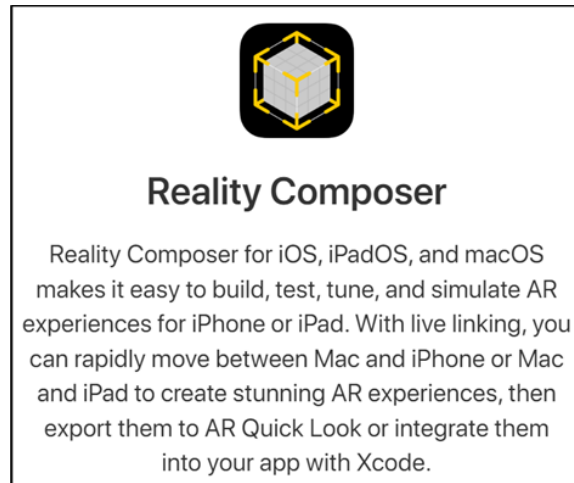 Reality Composer
Reality Composer for iOS, iPadOS, and macOS
makes it easy to build, test, tune, and simulate AR
experiences for iPhone or iPad. With live linking, you
can rapidly move between Mac and iPhone or Mac
and iPad to create stunning AR experiences, then
export them to AR Quick Look or integrate them
into your app with Xcode.